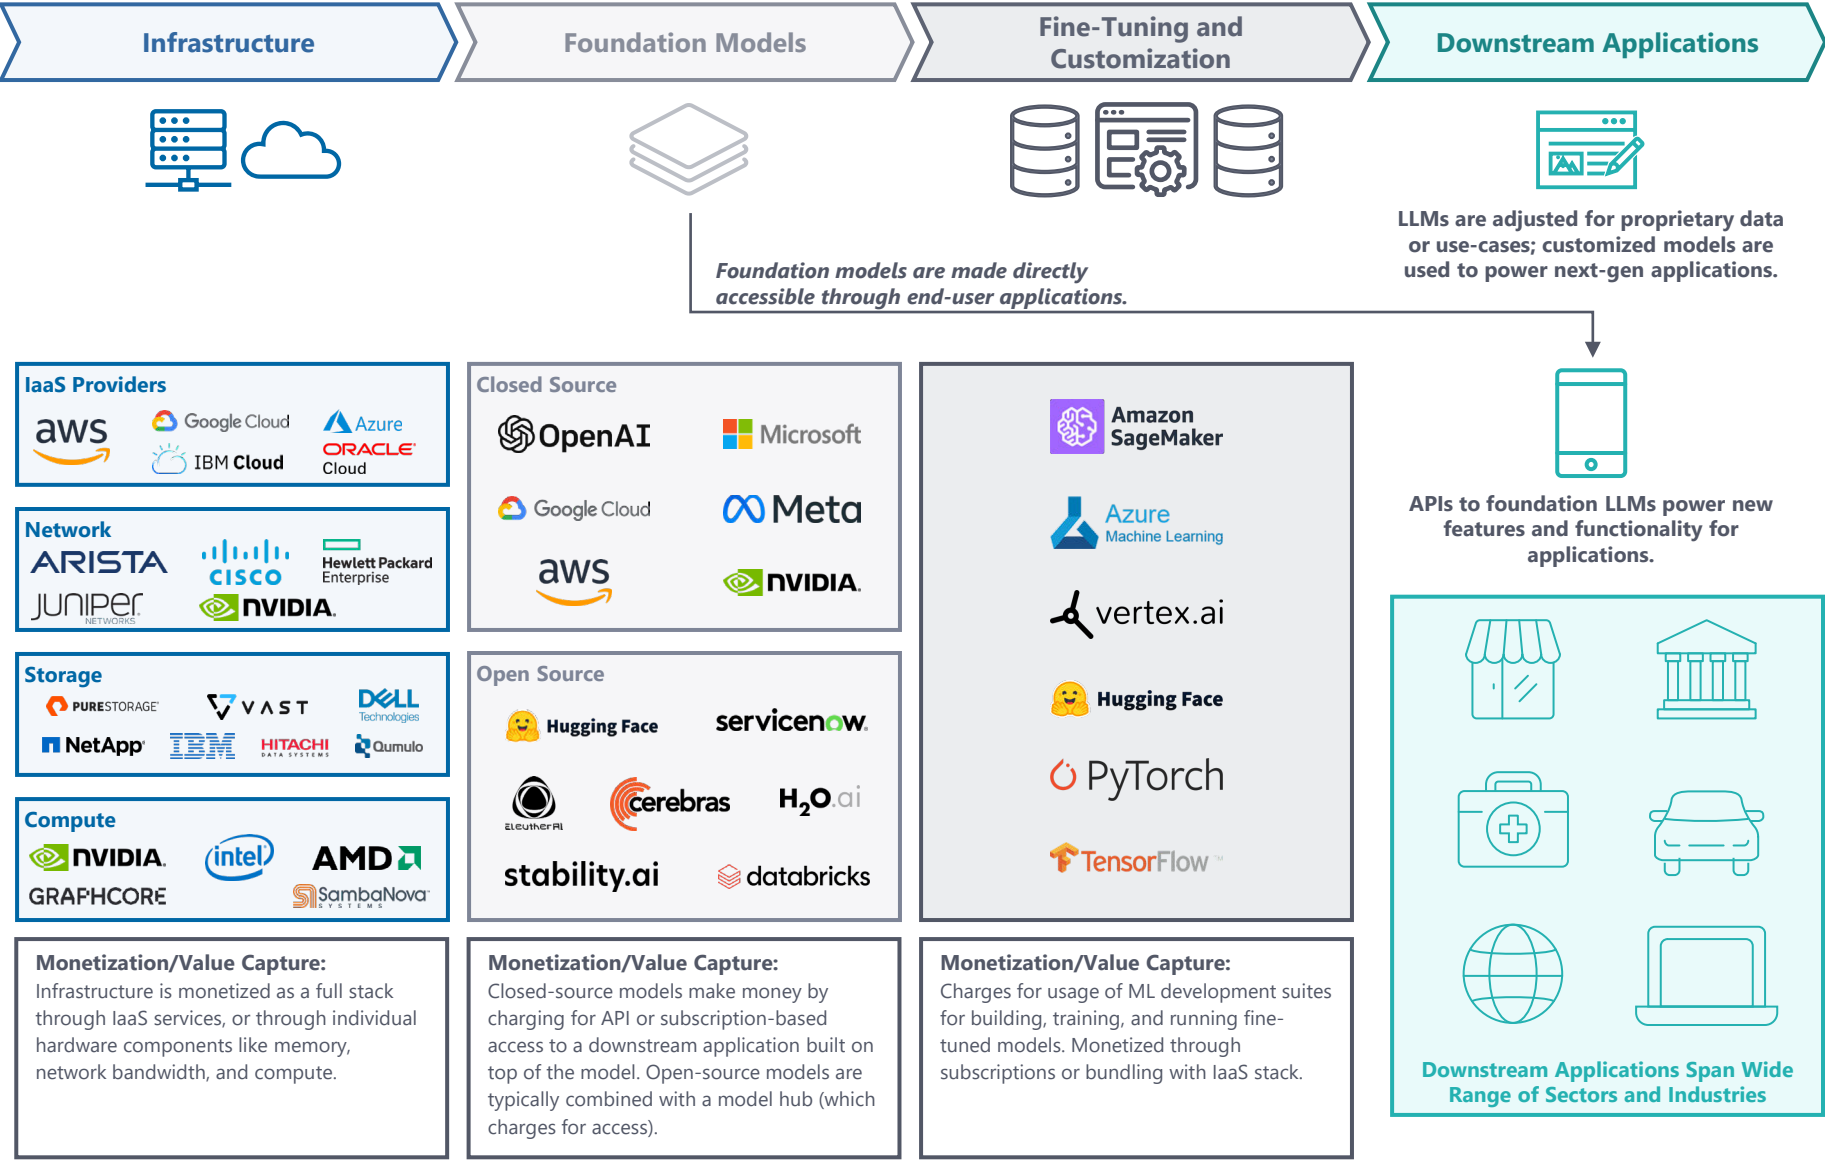 Infrastructure
Foundation Models
Fine-Tuning and
Customization
Downstream Applications
LLMs are adjusted for proprietary data
or use-cases; customized models are
used to power next-gen applications.
Foundation models are made directly
accessible through end-user applications.
IaaS Providers
aws
Google Cloud
Azure
IBM Cloud
ORACLE
Cloud
Network
ARISTA
CISCO
Hewlett Packard
Enterprise
JUNIPER
NETWORKS
NVIDIA.
Storage
PURESTORAGE
VAST
DELL
Technologies
NetApp
IBM
HITACHI
DATA SYSTEMS
Qumulo
Compute
NVIDIA.
intel
AMD
GRAPHCORE
SambaNova
SYSTEMS
Monetization/Value Capture:
Infrastructure is monetized as a full stack
through IaaS services, or through individual
hardware components like memory,
network bandwidth, and compute.
Closed Source
OpenAI
Microsoft
Google Cloud
Meta
aws
NVIDIA.
Open Source
Hugging Face
servicenow.
EleutherAI
cerebras
H2O.ai
stability.ai
databricks
Monetization/Value Capture:
Closed-source models make money by
charging for API or subscription-based
access to a downstream application built on
top of the model. Open-source models are
typically combined with a model hub (which
charges for access).
Amazon
SageMaker
Azure
Machine Learning
vertex.ai
Hugging Face
PyTorch
TensorFlow ™
Monetization/Value Capture:
Charges for usage of ML development suites
for building, training, and running fine-
tuned models. Monetized through
subscriptions or bundling with IaaS stack.
APIs to foundation LLMs power new
features and functionality for
applications.
Downstream Applications Span Wide
Range of Sectors and Industries